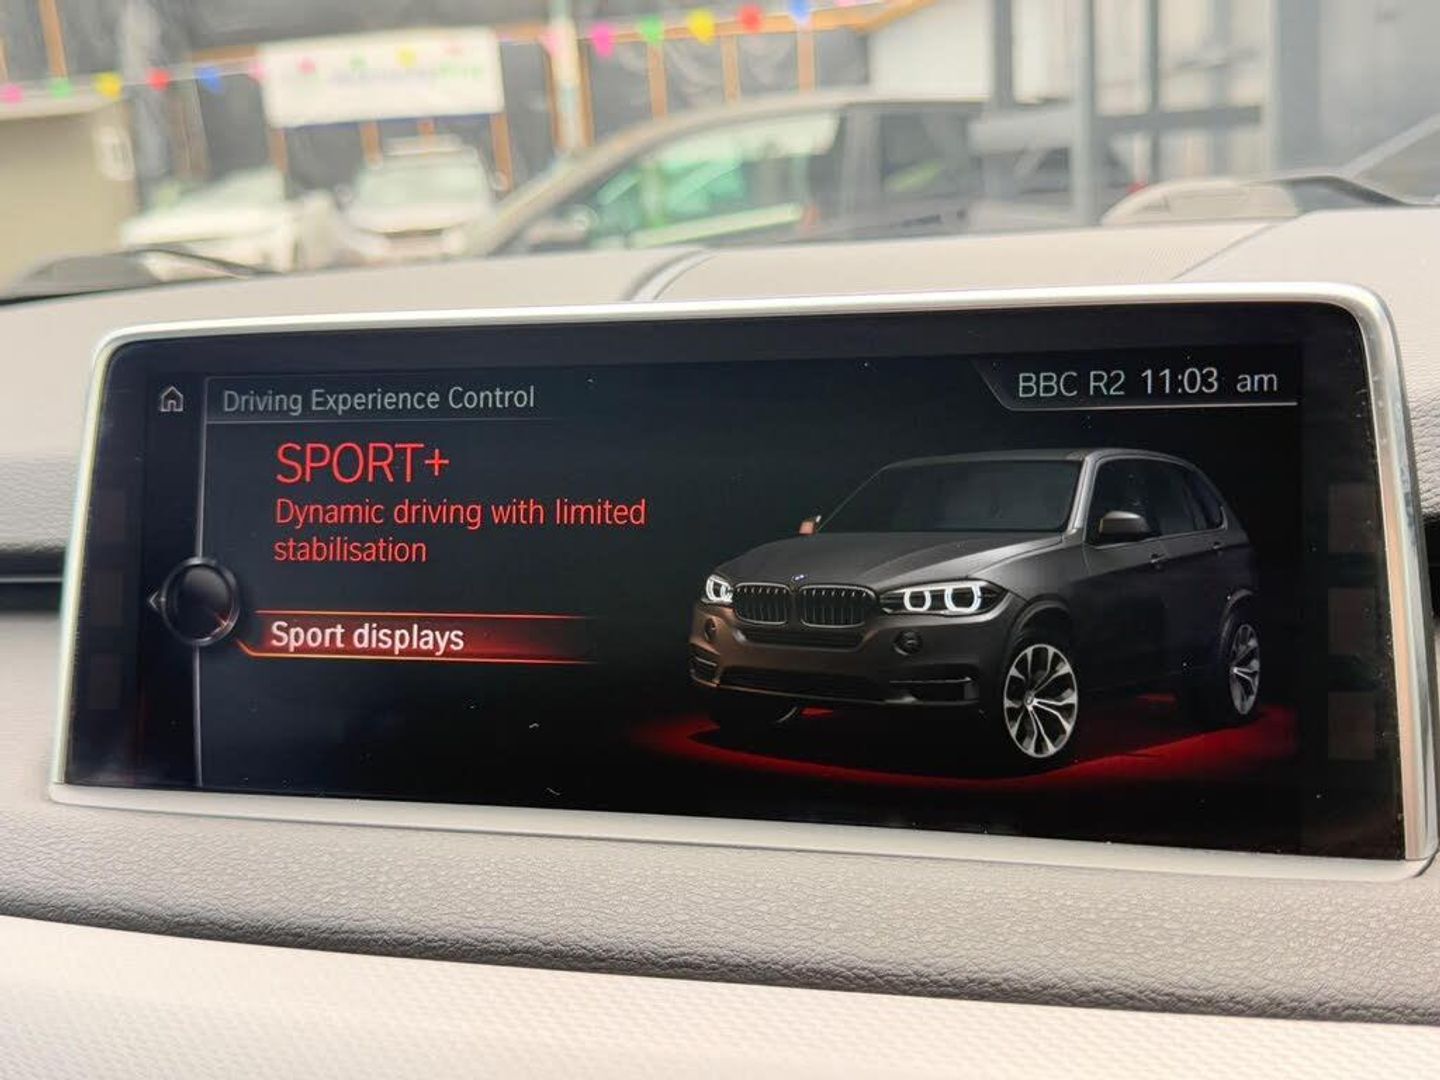 Driving Experience Control
BBC R2 11:03 am
SPORT+
Dynamic driving with limited
stabilisation
Sport displays